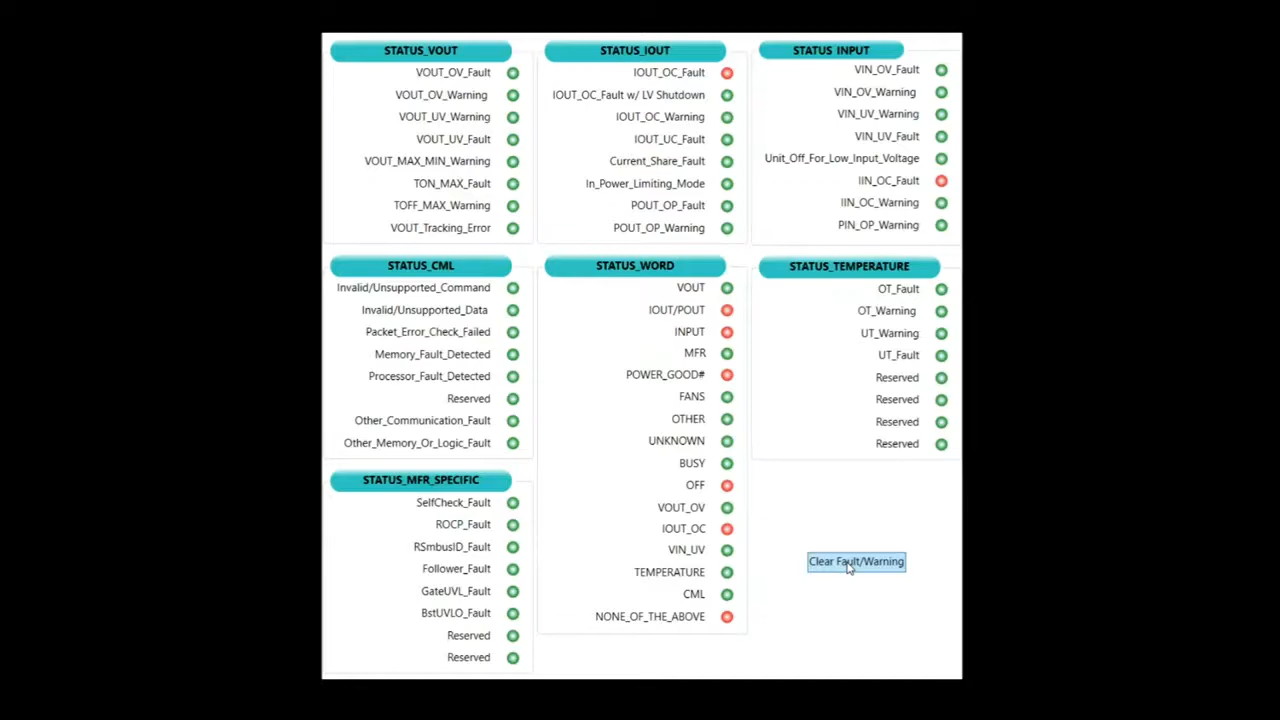 STATUS_VOUT
VOUT_OV_Fault
VOUT_OV_Warning
VOUT_UV_Warning
VOUT_UV_Fault
VOUT_MAX_MIN_Warning
TON_MAX_Fault
TOFF_MAX_Warning
VOUT_Tracking_Error
STATUS_IOUT
IOUT_OC_Fault
IOUT_OC_Fault w/ LV Shutdown
IOUT_OC_Warning
IOUT_UC_Fault
Current_Share_Fault
In_Power_Limiting_Mode
POUT_OP_Fault
POUT_OP_Warning
STATUS_INPUT
VIN_OV_Fault
VIN_OV_Warning
VIN_UV_Warning
VIN_UV_Fault
Unit_Off_For_Low_Input_Voltage
IIN_OC_Fault
IIN_OC_Warning
PIN_OP_Warning
STATUS_CML
Invalid/Unsupported_Command
Invalid/Unsupported_Data
Packet_Error_Check_Failed
Memory_Fault_Detected
Processor_Fault_Detected
Reserved
Other_Communication_Fault
Other_Memory_Or_Logic_Fault
STATUS_WORD
VOUT
IOUT/POUT
INPUT
MFR
POWER_GOOD#
FANS
OTHER
UNKNOWN
BUSY
OFF
VOUT_OV
IOUT_OC
VIN_UV
TEMPERATURE
CML
NONE_OF_THE_ABOVE
STATUS_TEMPERATURE
OT_Fault
OT_Warning
UT_Warning
UT_Fault
Reserved
Reserved
Reserved
Reserved
STATUS_MFR_SPECIFIC
SelfCheck_Fault
ROCP_Fault
RSmbusID_Fault
Follower_Fault
GateUVL_Fault
BstUVLO_Fault
Reserved
Reserved
Clear Fault/Warning